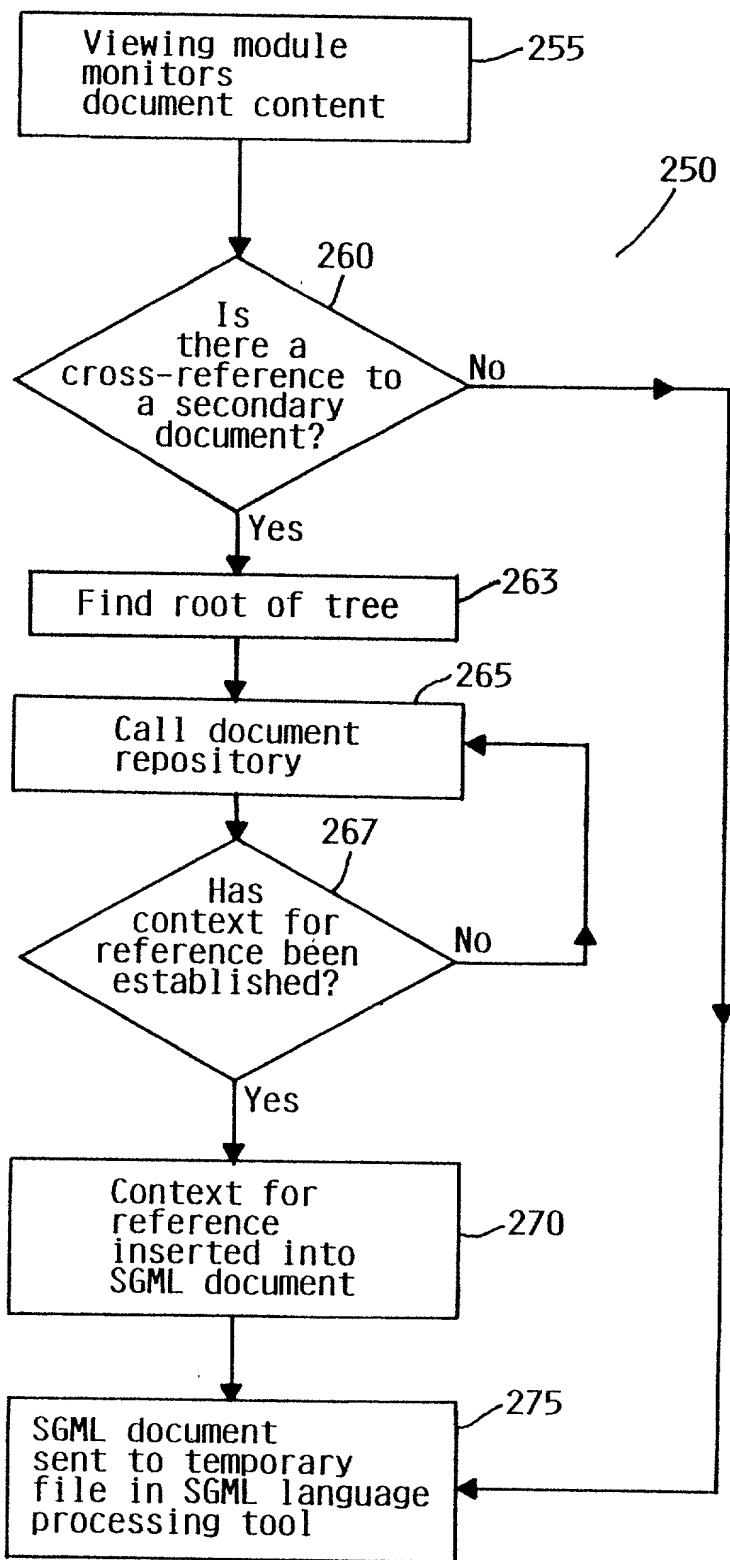 Viewing module
monitors
document content
255
250
260
Is
there a
cross-reference to
a secondary
document?
No
Yes
Find root of tree
263
265
Call document
repository
267
Has
context for
reference been
established?
No
Yes
Context for
reference
inserted into
SGML document
270
275
SGML document
sent to temporary
file in SGML language
processing tool